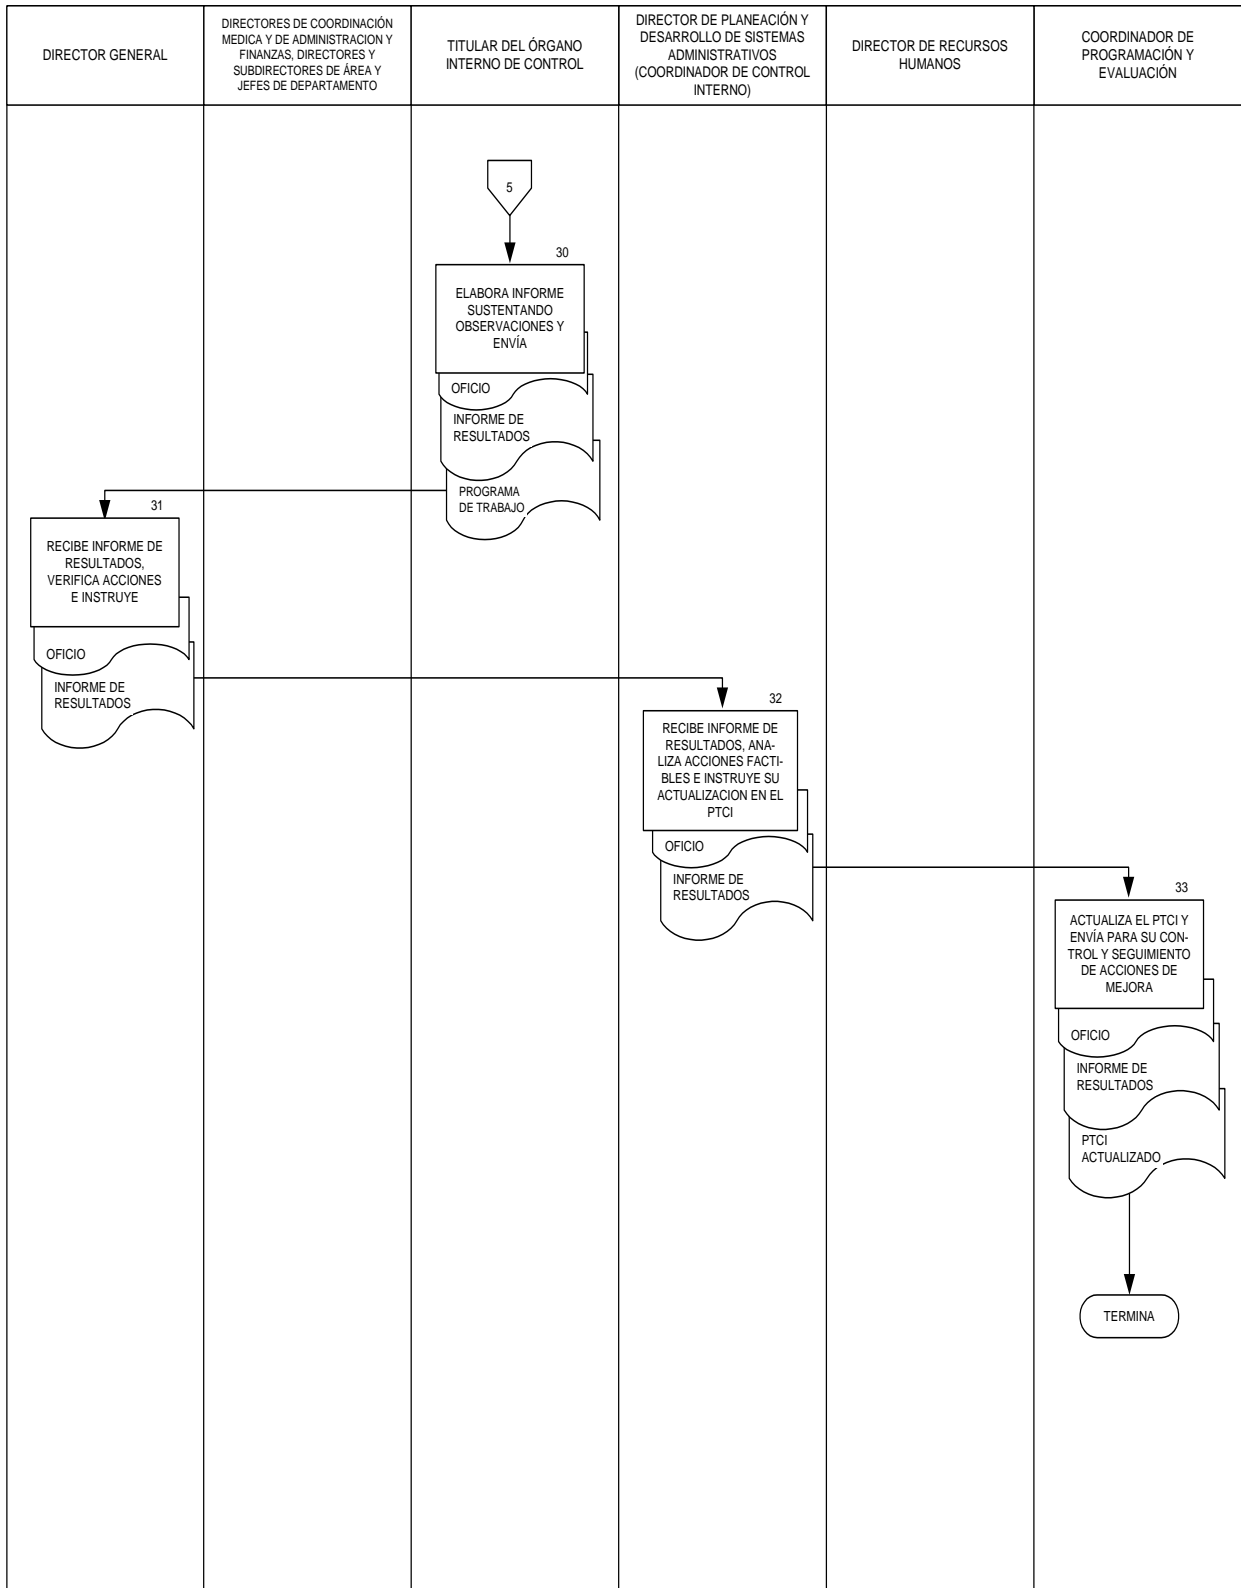 DIRECTOR GENERAL
DIRECTORES DE COORDINACIÓN
MEDICA Y DE ADMINISTRACION Y
FINANZAS, DIRECTORES Y
SUBDIRECTORES DE ÁREA Y
JEFES DE DEPARTAMENTO
TITULAR DEL ÓRGANO
INTERNO DE CONTROL
DIRECTOR DE PLANEACIÓN Y
DESARROLLO DE SISTEMAS
ADMINISTRATIVOS
(COORDINADOR DE CONTROL
INTERNO)
DIRECTOR DE RECURSOS
HUMANOS
COORDINADOR DE
PROGRAMACIÓN Y
EVALUACIÓN
5
30
ELABORA INFORME
SUSTENTANDO
OBSERVACIONES Y
ENVÍA
OFICIO
INFORME DE
RESULTADOS
PROGRAMA
DE TRABAJO
31
RECIBE INFORME DE
RESULTADOS,
VERIFICA ACCIONES
E INSTRUYE
OFICIO
INFORME DE
RESULTADOS
32
RECIBE INFORME DE
RESULTADOS, ANA-
LIZA ACCIONES FACTI-
BLES E INSTRUYE SU
ACTUALIZACION EN EL
PTCI
OFICIO
INFORME DE
RESULTADOS
33
ACTUALIZA EL PTCI Y
ENVÍA PARA SU CON-
TROL Y SEGUIMIENTO
DE ACCIONES DE
MEJORA
OFICIO
INFORME DE
RESULTADOS
PTCI
ACTUALIZADO
TERMINA